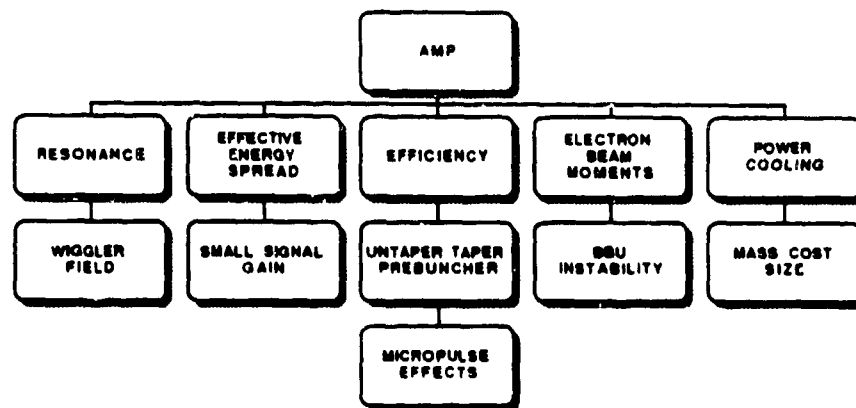 AMP
RESONANCE
EFFECTIVE
ENERGY
SPREAD
EFFICIENCY
ELECTRON
BEAM
MOMENTS
POWER
COOLING
WIGGLER
FIELD
SMALL SIGNAL
GAIN
UNTAPER TAPER
PREBUNCHER
BBU
INSTABILITY
MASS COST
SIZE
MICROPULSE
EFFECTS